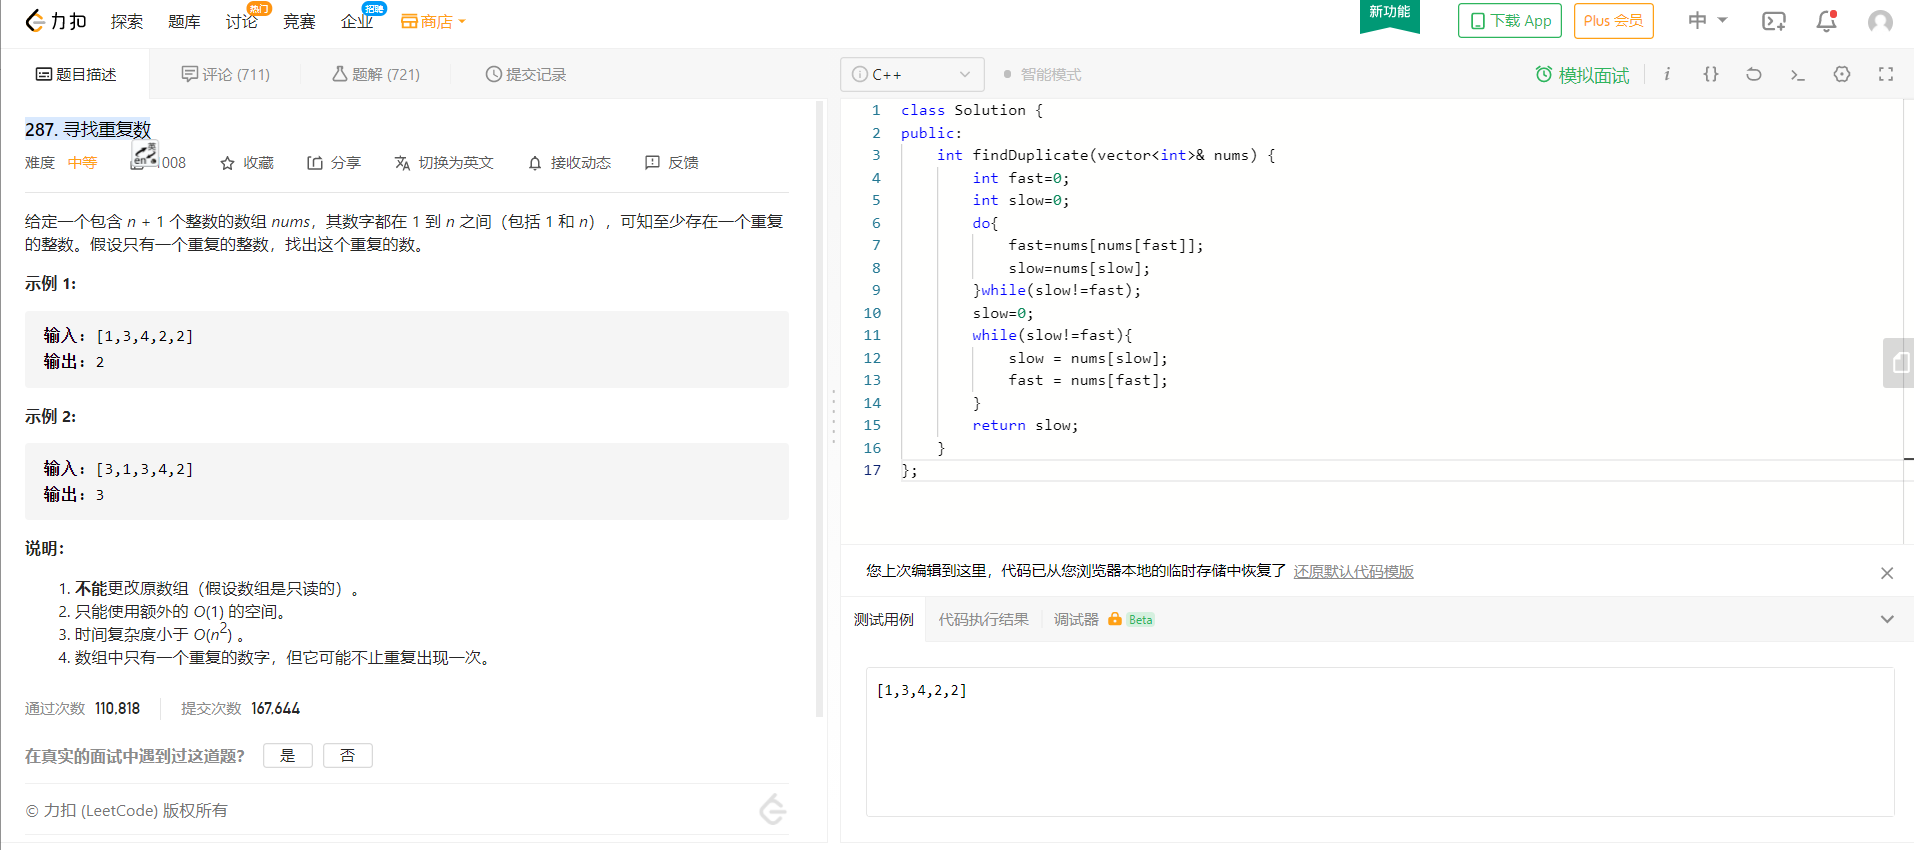 力扣 探索 题库 讨论 热门 竞赛 企业 招聘 商店 新功能 下载 App Plus 会员 中
题目描述 评论 (711) 题解 (721) 提交记录
287. 寻找重复数
难度 中等 008 收藏 分享 切换为英文 接收动态 反馈
给定一个包含 n + 1 个整数的数组 nums，其数字都在 1 到 n 之间（包括 1 和 n），可知至少存在一个重复
的整数。假设只有一个重复的整数，找出这个重复的数。
示例 1:
输入: [1,3,4,2,2]
输出: 2
示例 2:
输入: [3,1,3,4,2]
输出: 3
说明:
1. 不能更改原数组（假设数组是只读的）。
2. 只能使用额外的 O(1) 的空间。
3. 时间复杂度小于 O(n²) 。
4. 数组中只有一个重复的数字，但它可能不止重复出现一次。
通过次数 110,818 提交次数 167,644
在真实的面试中遇到过这道题? 是 否
© 力扣 (LeetCode) 版权所有
C++ 智能模式 模拟面试 i {}
1 class Solution {
2 public:
3     int findDuplicate(vector<int>& nums) {
4         int fast=0;
5         int slow=0;
6         do{
7             fast=nums[nums[fast]];
8             slow=nums[slow];
9         }while(slow!=fast);
10         slow=0;
11         while(slow!=fast){
12             slow = nums[slow];
13             fast = nums[fast];
14         }
15         return slow;
16     }
17 };
您上次编辑到这里，代码已从您浏览器本地的临时存储中恢复了 还原默认代码模版
测试用例 代码执行结果 调试器 Beta
[1,3,4,2,2]